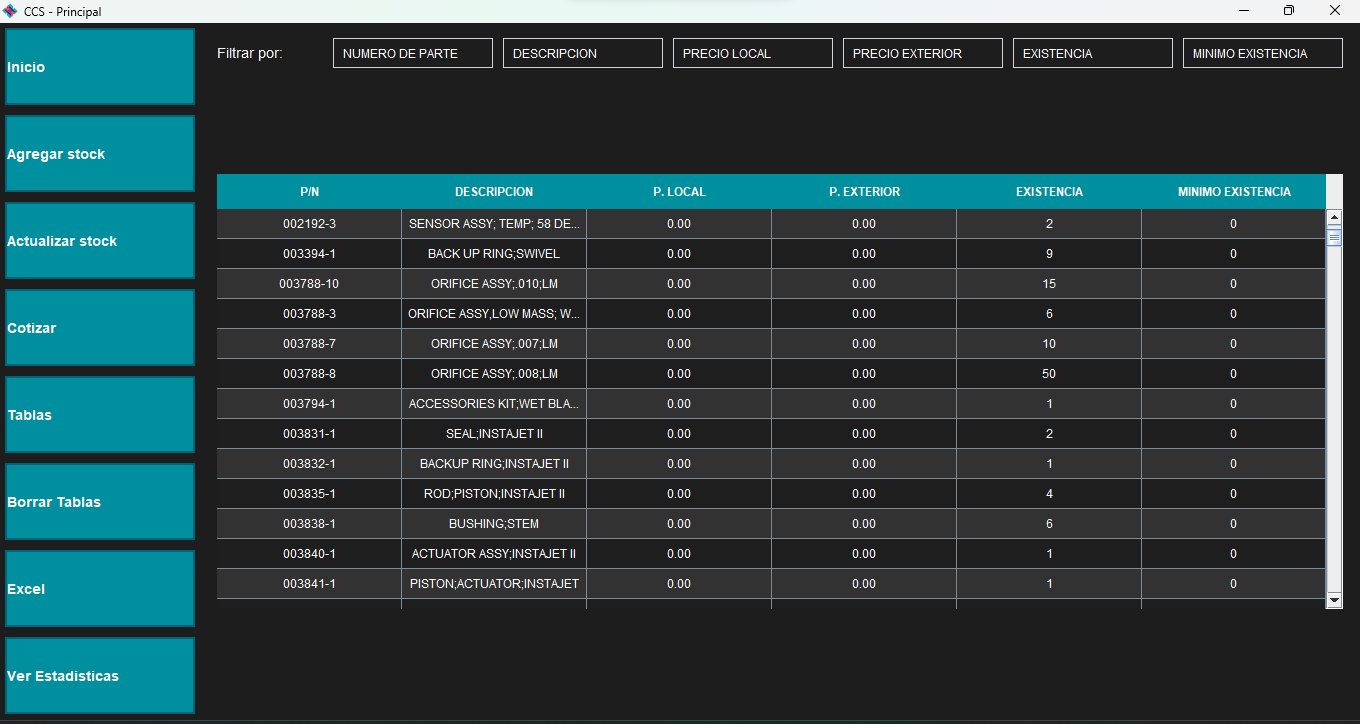 CCS - Principal
Inicio
Agregar stock
Actualizar stock
Cotizar
Tablas
Borrar Tablas
Excel
Ver Estadisticas
Filtrar por: NUMERO DE PARTE DESCRIPCION PRECIO LOCAL PRECIO EXTERIOR EXISTENCIA MINIMO EXISTENCIA
P/N DESCRIPCION P. LOCAL P. EXTERIOR EXISTENCIA MINIMO EXISTENCIA
002192-3 SENSOR ASSY; TEMP; 58 DE... 0.00 0.00 2 0
003394-1 BACK UP RING;SWIVEL 0.00 0.00 9 0
003788-10 ORIFICE ASSY;.010;LM 0.00 0.00 15 0
003788-3 ORIFICE ASSY,LOW MASS; W... 0.00 0.00 6 0
003788-7 ORIFICE ASSY;.007;LM 0.00 0.00 10 0
003788-8 ORIFICE ASSY;.008;LM 0.00 0.00 50 0
003794-1 ACCESSORIES KIT;WET BLA... 0.00 0.00 1 0
003831-1 SEAL;INSTAJET II 0.00 0.00 2 0
003832-1 BACKUP RING;INSTAJET II 0.00 0.00 1 0
003835-1 ROD;PISTON;INSTAJET II 0.00 0.00 4 0
003838-1 BUSHING;STEM 0.00 0.00 6 0
003840-1 ACTUATOR ASSY;INSTAJET II 0.00 0.00 1 0
003841-1 PISTON;ACTUATOR;INSTAJET 0.00 0.00 1 0